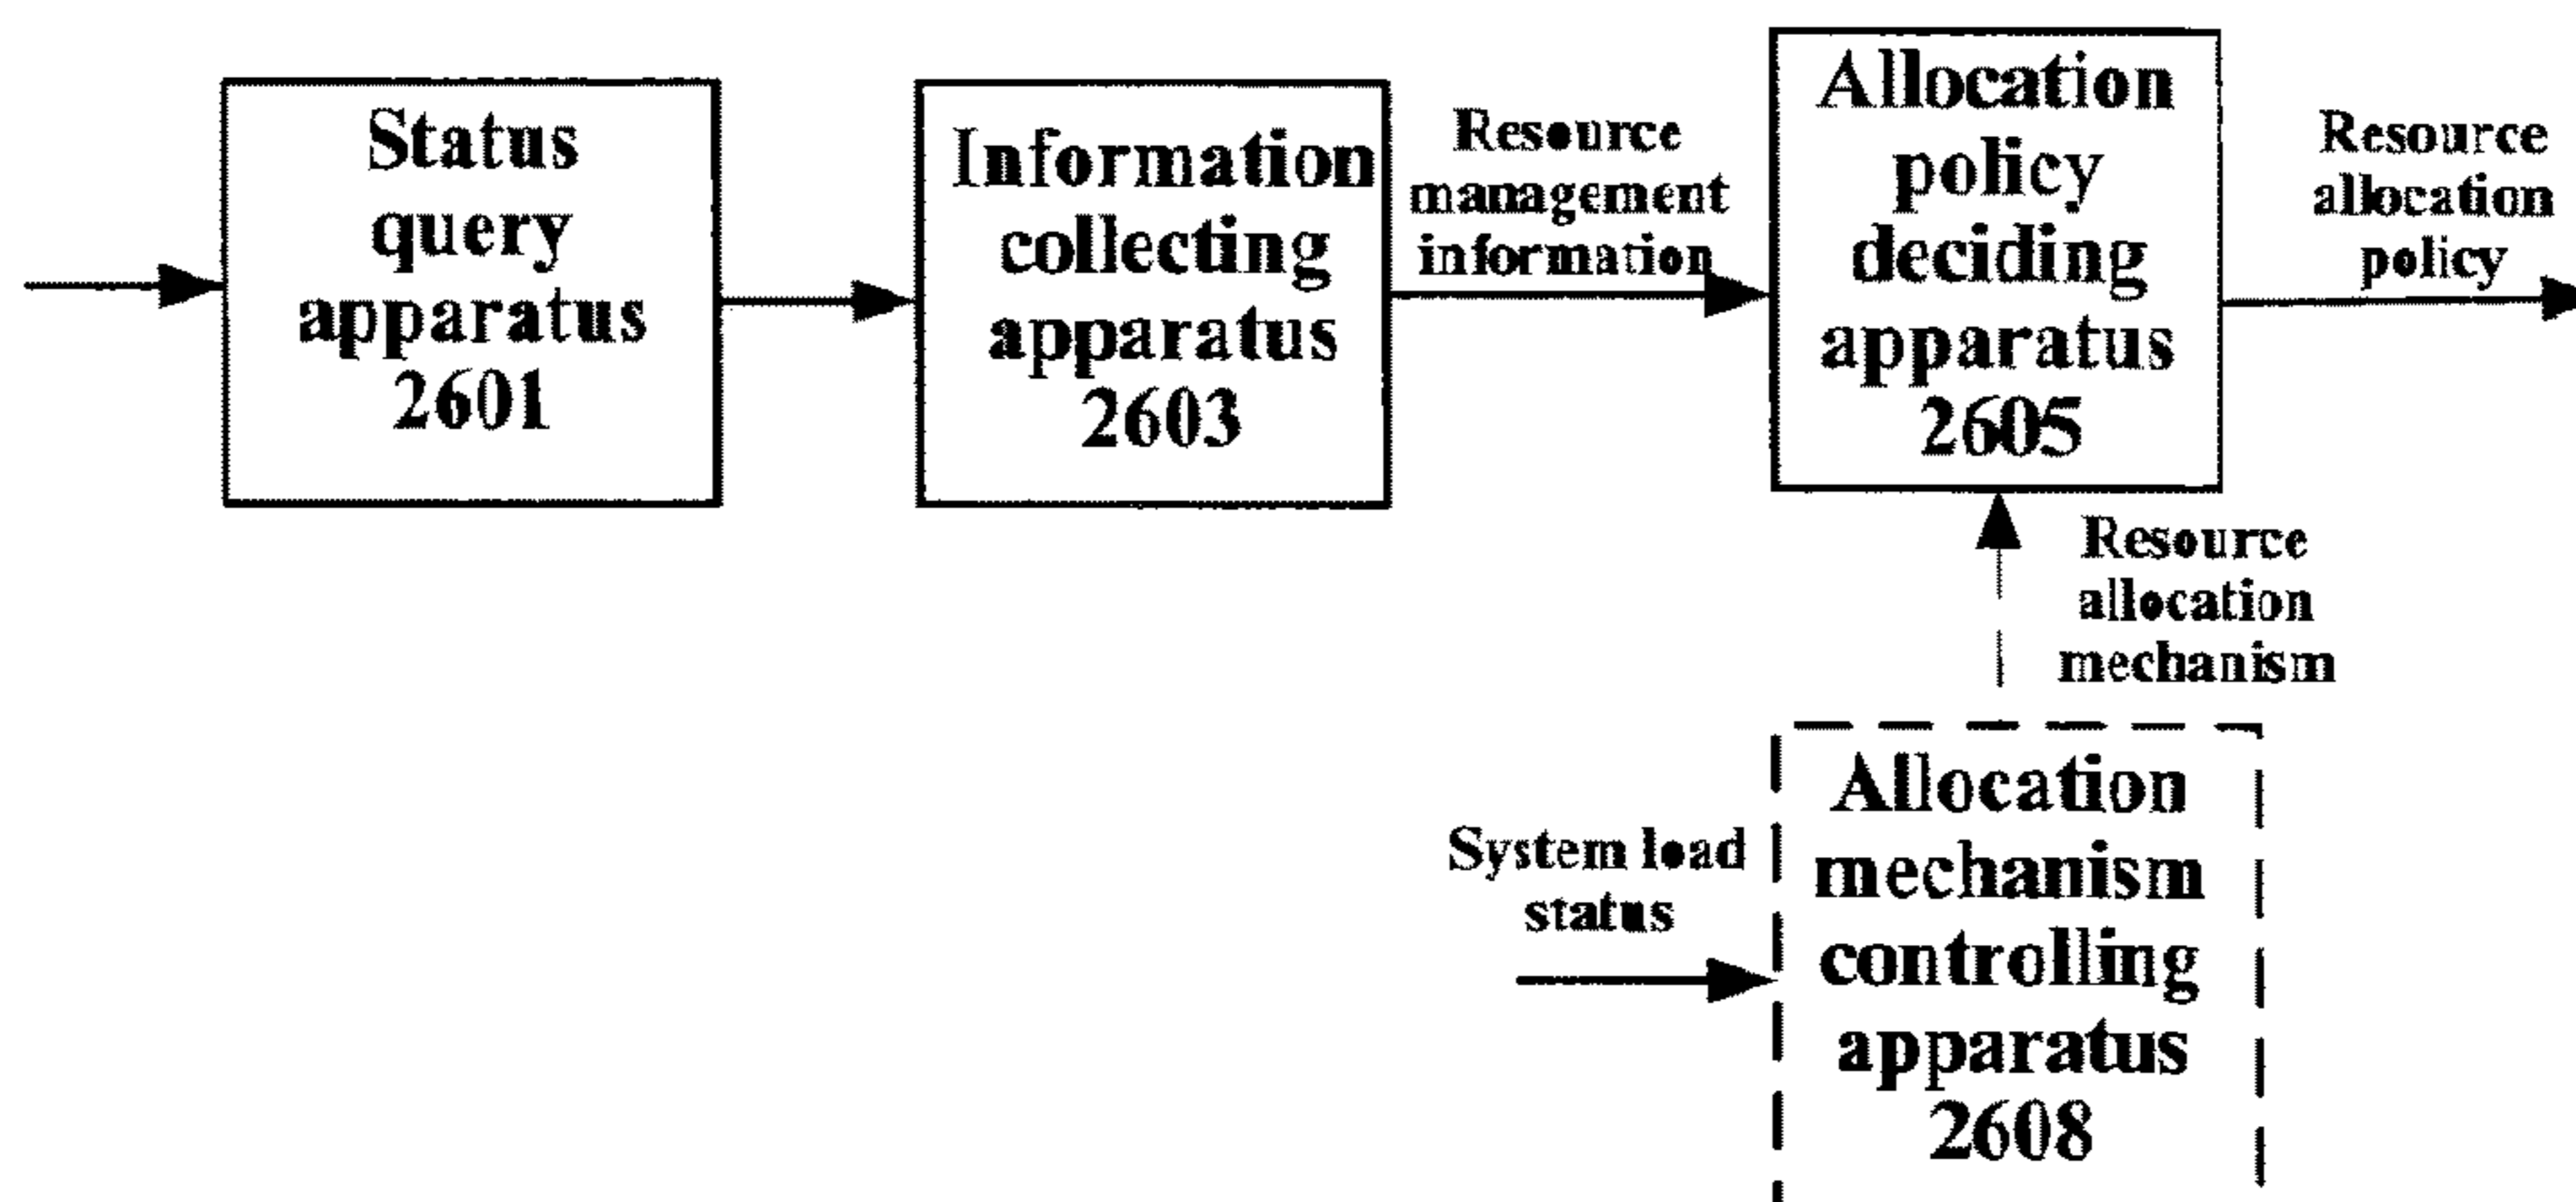 Status
query
apparatus
2601
Information
collecting
apparatus
2603
Resource
management
information
Allocation
policy
deciding
apparatus
2605
Resource
allocation
policy
Resource
allocation
mechanism
System load
status
Allocation
mechanism
controlling
apparatus
2608